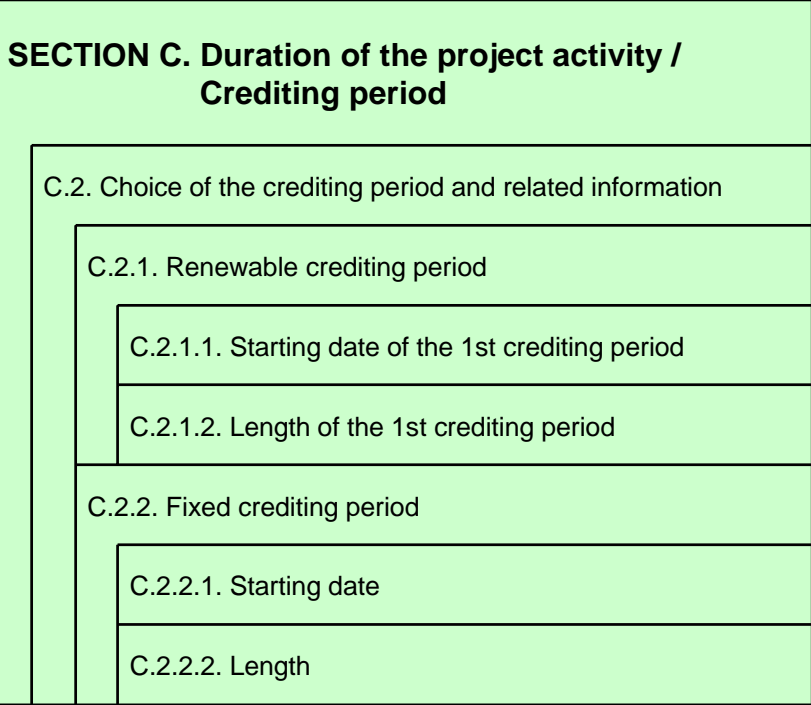 SECTION C. Duration of the project activity /
Crediting period
C.2. Choice of the crediting period and related information
C.2.1. Renewable crediting period
C.2.1.1. Starting date of the 1st crediting period
C.2.1.2. Length of the 1st crediting period
C.2.2. Fixed crediting period
C.2.2.1. Starting date
C.2.2.2. Length